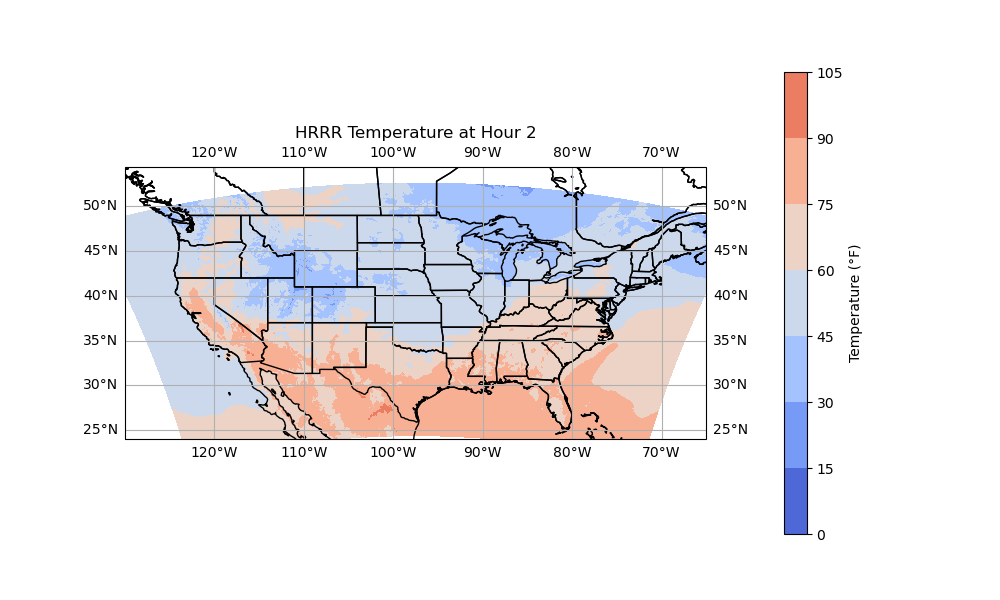 HRRR Temperature at Hour 2
120°W 110°W 100°W 90°W 80°W 70°W
50°N 50°N
45°N 45°N
40°N 40°N
35°N 35°N
30°N 30°N
25°N 25°N
120°W 110°W 100°W 90°W 80°W 70°W
105
90
75
60
45
30
15
0
Temperature (°F)